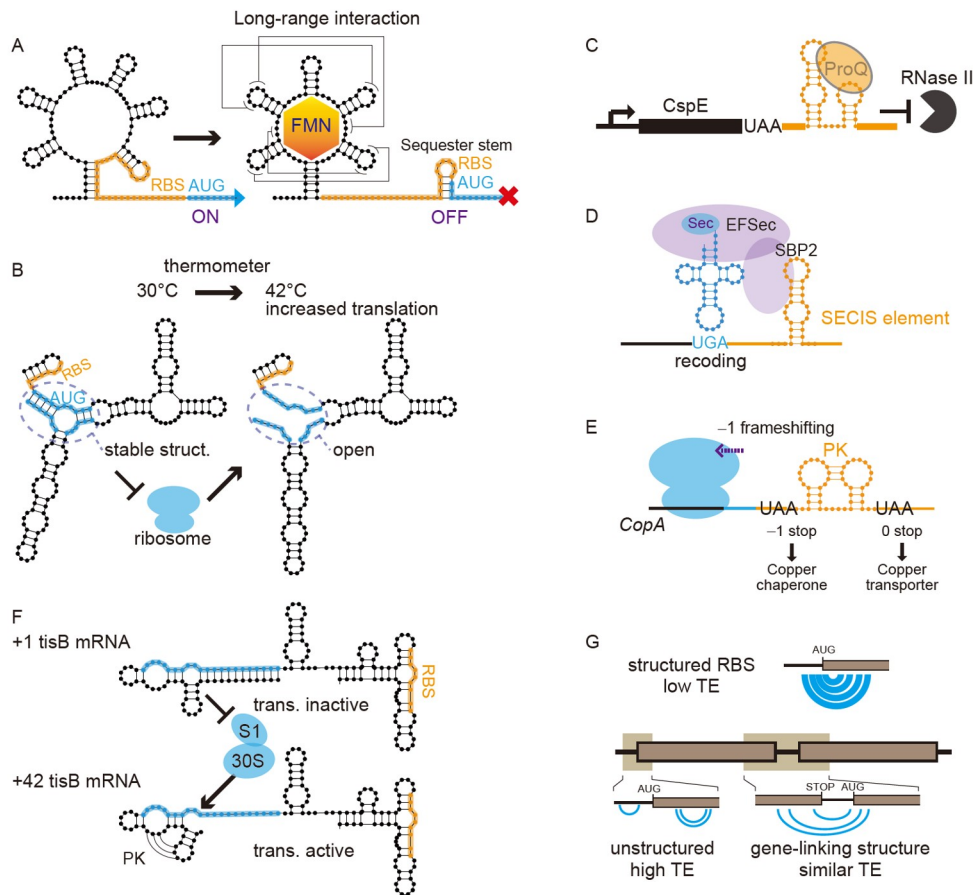 A
Long-range interaction
FMN
Sequester stem
RBS AUG
ON
RBS
AUG
OFF
B
thermometer
30°C
42°C
increased translation
RBS
AUG
stable struct.
open
ribosome
C
ProQ
RNase II
CspE
UAA
D
Sec
EFSec
SBP2
SECIS element
UGA
recoding
E
−1 frameshifting
PK
CopA
UAA
UAA
−1 stop
0 stop
Copper
chaperone
Copper
transporter
F
+1 tisB mRNA
RBS
trans. inactive
S1
30S
+42 tisB mRNA
PK
trans. active
G
structured RBS
low TE
AUG
AUG
STOP AUG
unstructured
high TE
gene-linking structure
similar TE